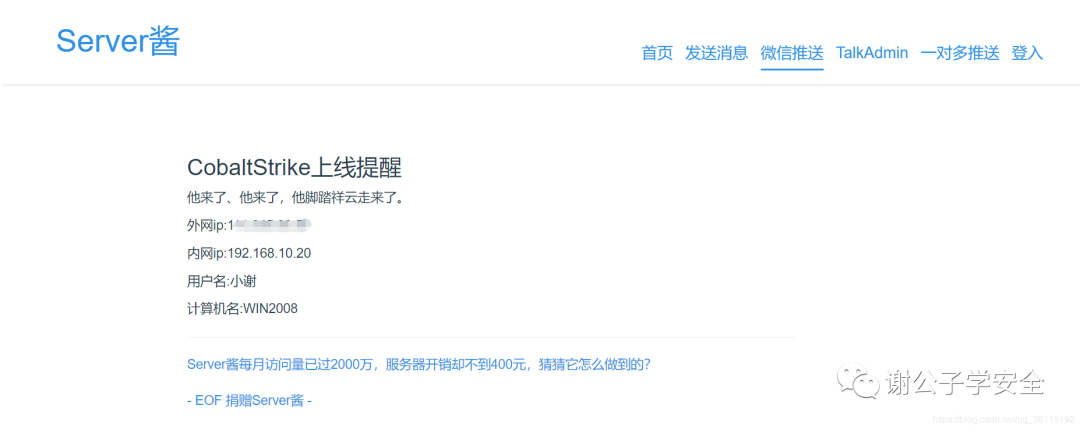 Server酱
首页 发送消息 微信推送 TalkAdmin 一对多推送 登入
CobaltStrike上线提醒
他来了、他来了，他脚踏祥云走来了。
外网ip:1
内网ip:192.168.10.20
用户名:小谢
计算机名:WIN2008
Server酱每月访问量已过2000万，服务器开销却不到400元，猜猜它怎么做到的？
- EOF 捐赠Server酱 -
谢公子学安全